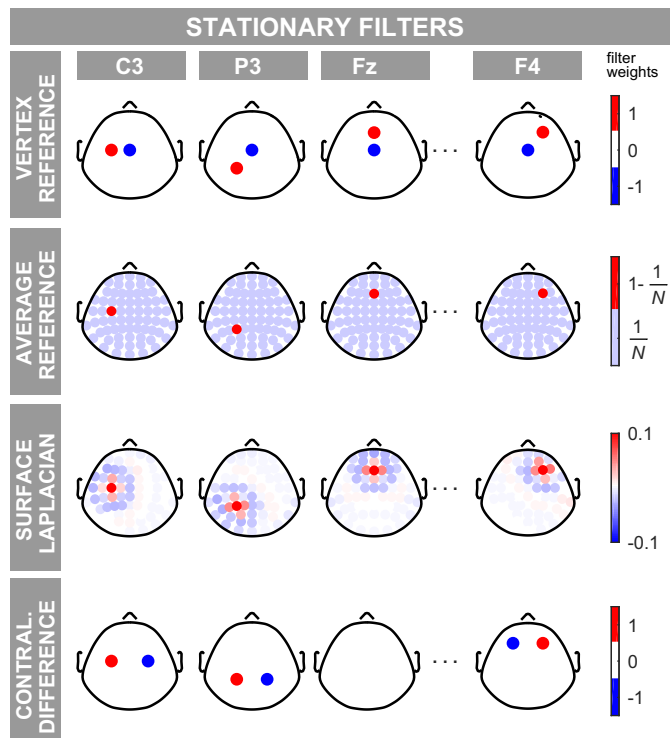 STATIONARY FILTERS
C3 P3 Fz F4
filter
weights
VERTEX
REFERENCE
...
1
0
-1
AVERAGE
REFERENCE
...
1- 1/N
1/N
SURFACE
LAPLACIAN
...
0.1
-0.1
CONTRAL.
DIFFERENCE
...
1
0
-1